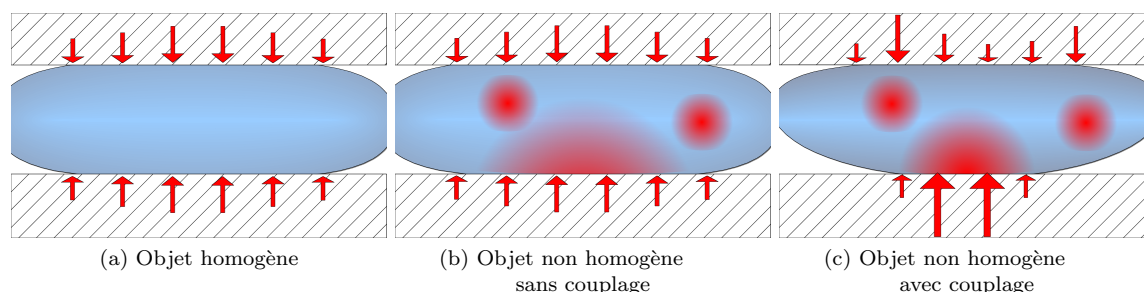 (a) Objet homogène
(b) Objet non homogène
sans couplage
(c) Objet non homogène
avec couplage